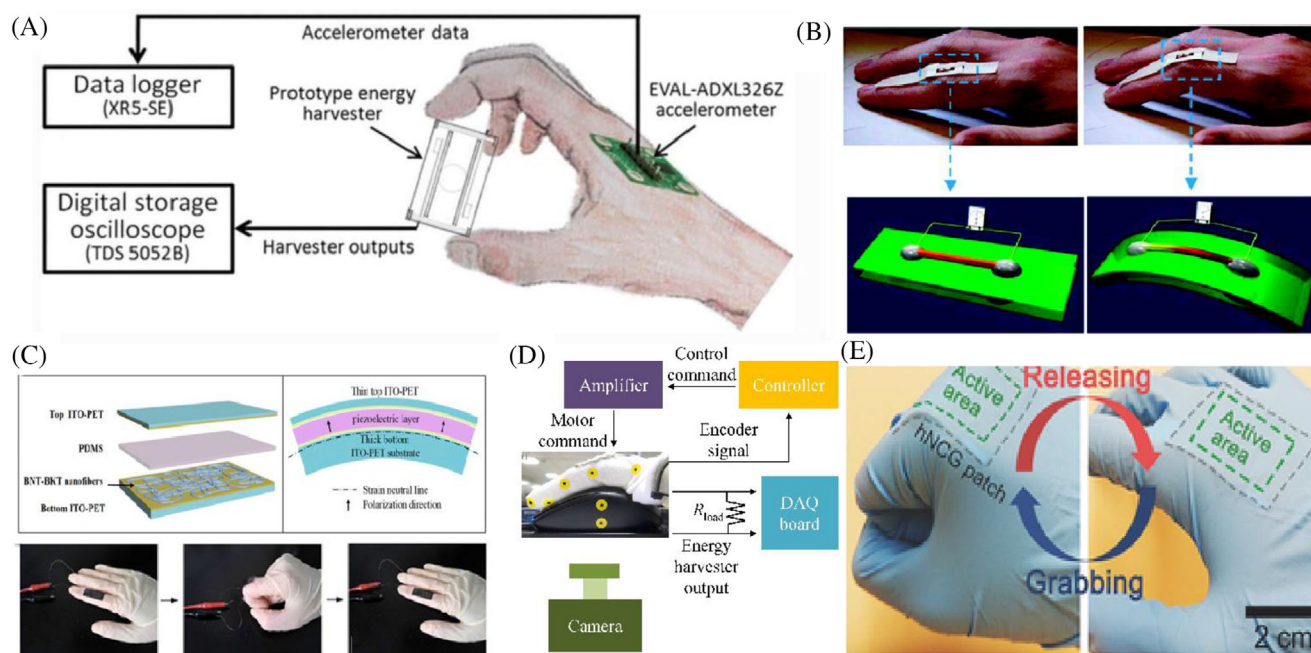 (A)
Accelerometer data
Data logger
(XR5-SE)
Prototype energy
harvester
EVAL-ADXL326Z
accelerometer
Digital storage
oscilloscope
(TDS 5052B)
Harvester outputs
(B)
(C)
Top ITO-PET
PDMS
BNT-BKT nanofibers
Bottom ITO-PET
Thin top ITO-PET
piezoelectric layer
Thick bottom
ITO-PET substrate
Strain neutral line
Polarization direction
(D)
Control
command
Amplifier
Controller
Motor
command
Encoder
signal
Rload
DAQ
board
Energy
harvester
output
Camera
(E)
Active
area
hNCG patch
Releasing
Grabbing
Active
area
2 cm